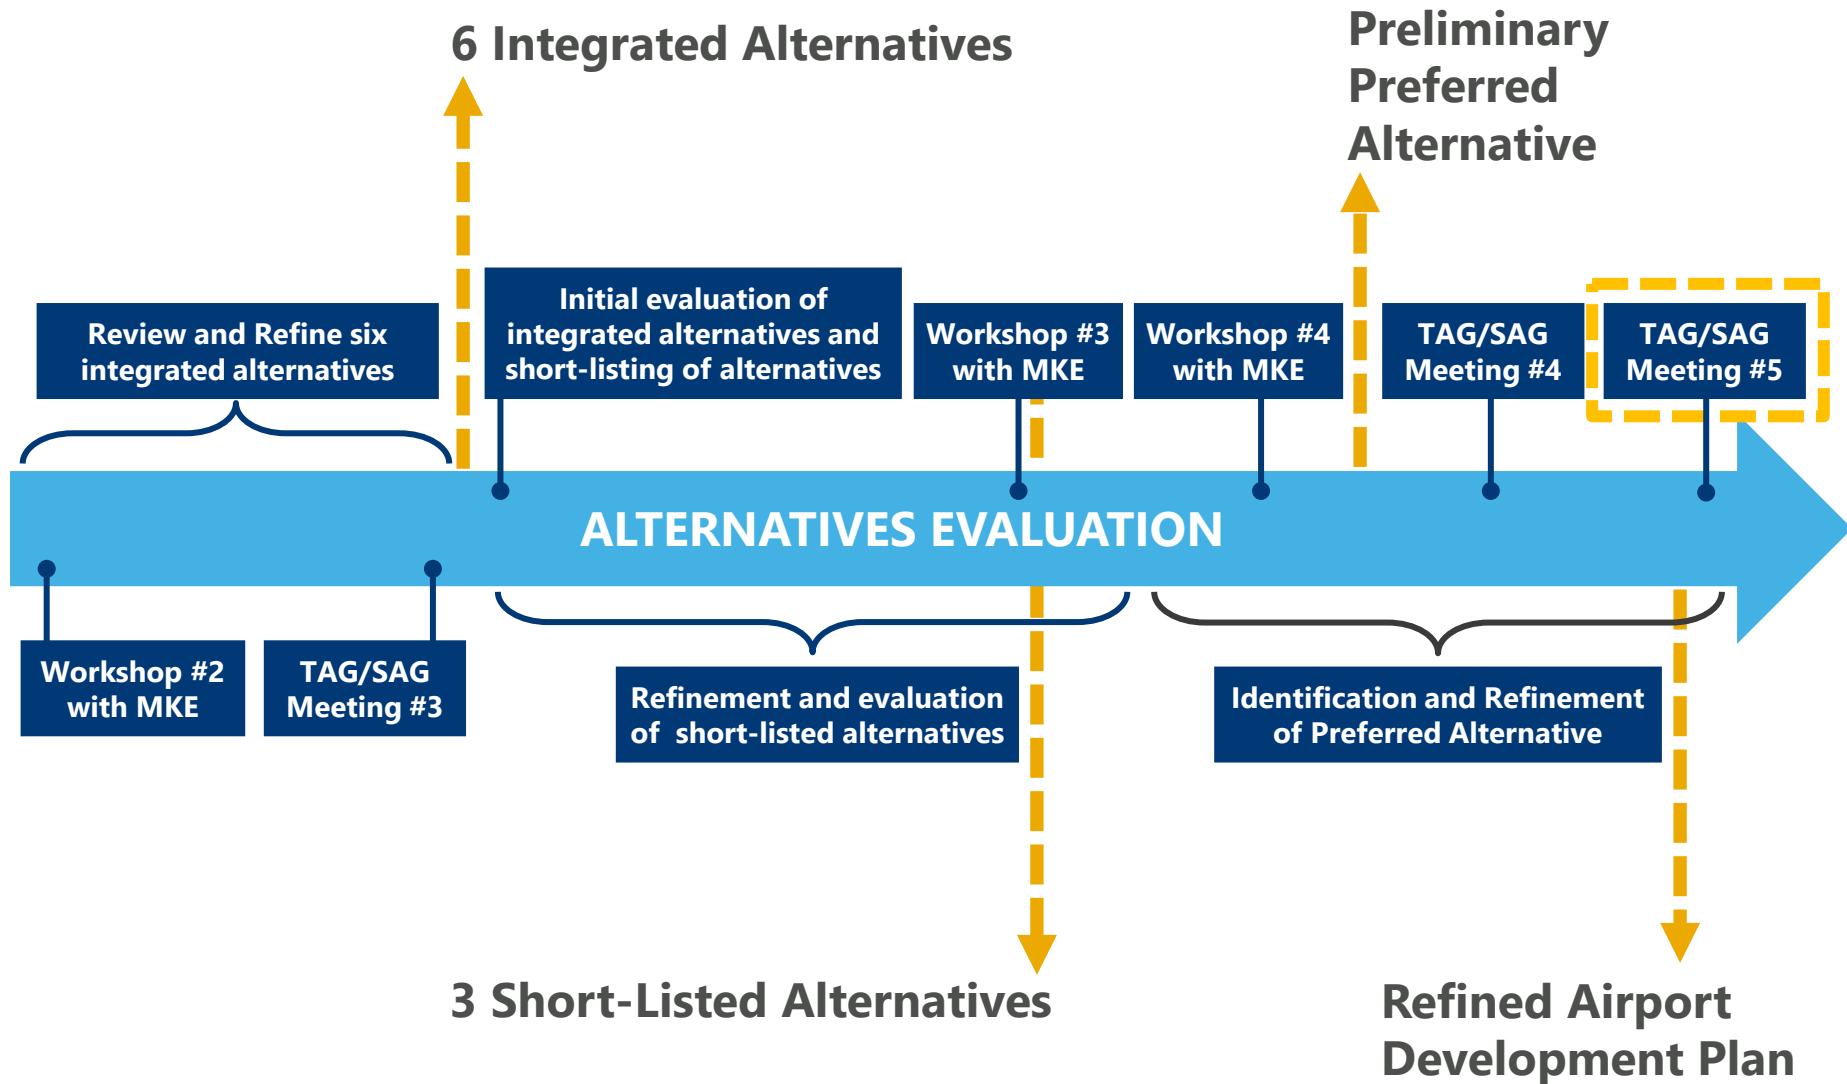 6 Integrated Alternatives
Preliminary
Preferred
Alternative
Review and Refine six
integrated alternatives
Initial evaluation of
integrated alternatives and
short-listing of alternatives
Workshop #3
with MKE
Workshop #4
with MKE
TAG/SAG
Meeting #4
TAG/SAG
Meeting #5
ALTERNATIVES EVALUATION
Workshop #2
with MKE
TAG/SAG
Meeting #3
Refinement and evaluation
of short-listed alternatives
Identification and Refinement
of Preferred Alternative
3 Short-Listed Alternatives
Refined Airport
Development Plan